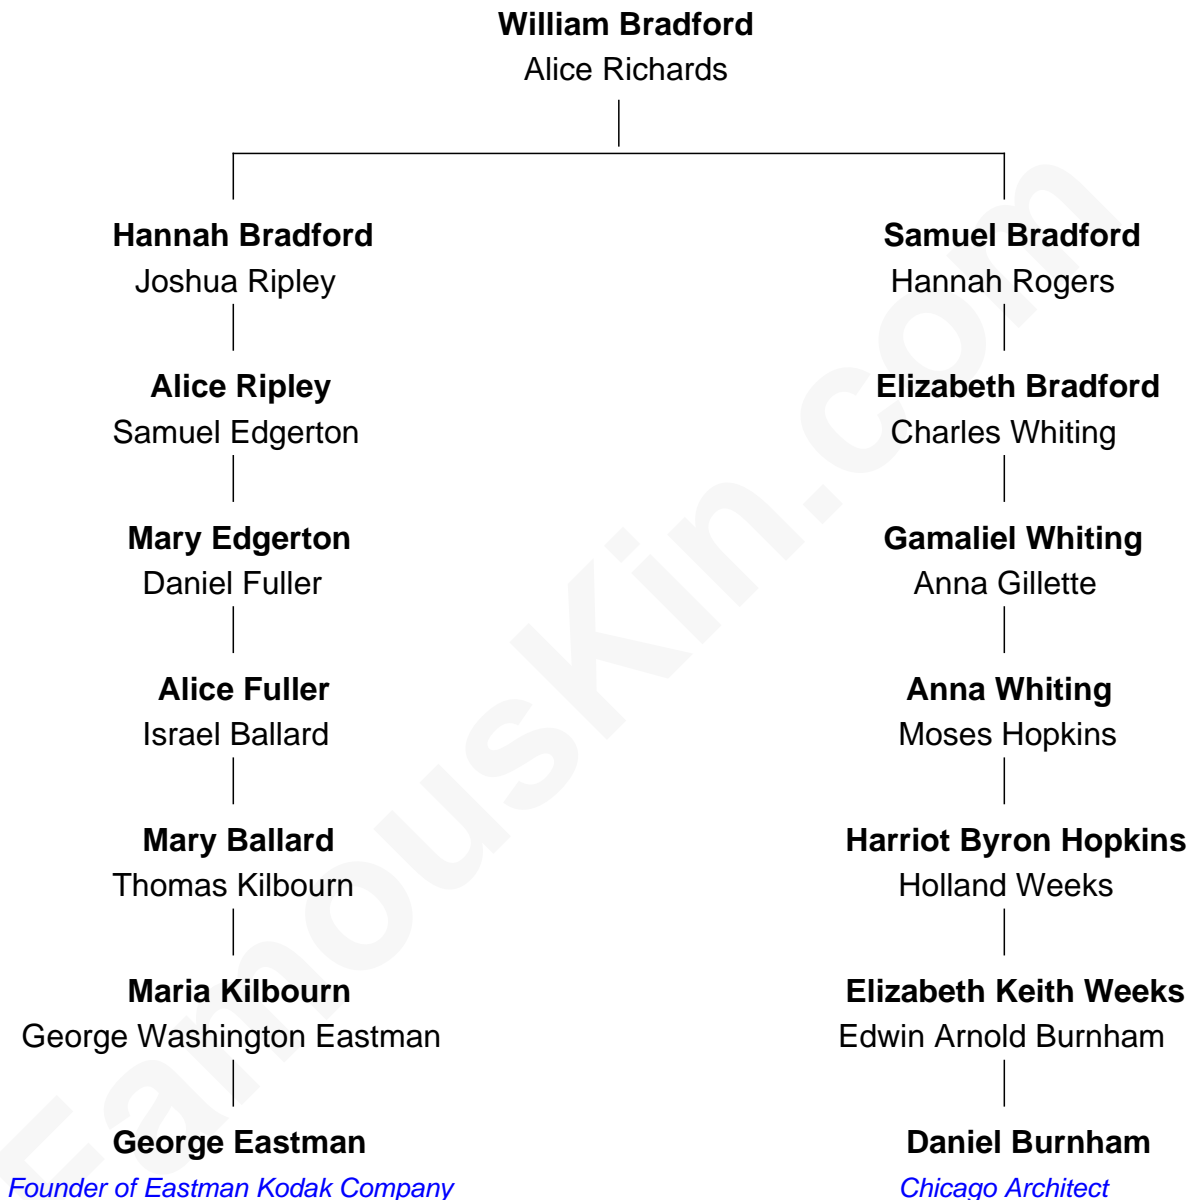 William Bradford
Alice Richards
Hannah Bradford
Joshua Ripley
Samuel Bradford
Hannah Rogers
Alice Ripley
Samuel Edgerton
Elizabeth Bradford
Charles Whiting
Mary Edgerton
Daniel Fuller
Gamaliel Whiting
Anna Gillette
Alice Fuller
Israel Ballard
Anna Whiting
Moses Hopkins
Mary Ballard
Thomas Kilbourn
Harriot Byron Hopkins
Holland Weeks
Maria Kilbourn
George Washington Eastman
Elizabeth Keith Weeks
Edwin Arnold Burnham
George Eastman
Founder of Eastman Kodak Company
Daniel Burnham
Chicago Architect
FamousKin.com